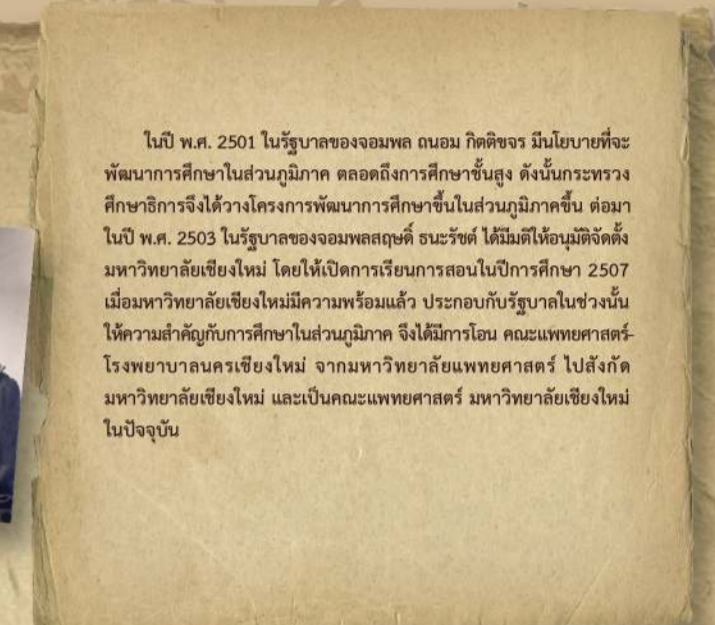 ในปี พ.ศ. 2501 ในรัฐบาลของจอมพล ถนอม กิตติขจร มีนโยบายที่จะ
พัฒนาการศึกษาในส่วนภูมิภาค ตลอดถึงการศึกษาชั้นสูง ดังนั้นกระทรวง
ศึกษาธิการจึงได้วางโครงการพัฒนาการศึกษาขึ้นในส่วนภูมิภาคขึ้น ต่อมา
ในปี พ.ศ. 2503 ในรัฐบาลของจอมพลสฤษดิ์ ธนะรัชต์ ได้มีมติให้อนุมัติจัดตั้ง
มหาวิทยาลัยเชียงใหม่ โดยให้เปิดการเรียนการสอนในปีการศึกษา 2507
เมื่อมหาวิทยาลัยเชียงใหม่มีความพร้อมแล้ว ประกอบกับรัฐบาลในช่วงนั้น
ให้ความสำคัญกับการศึกษาในส่วนภูมิภาค จึงได้มีการโอน คณะแพทยศาสตร์-
โรงพยาบาลนครเชียงใหม่ จากมหาวิทยาลัยแพทยศาสตร์ ไปสังกัด
มหาวิทยาลัยเชียงใหม่ และเป็นคณะแพทยศาสตร์ มหาวิทยาลัยเชียงใหม่
ในปัจจุบัน